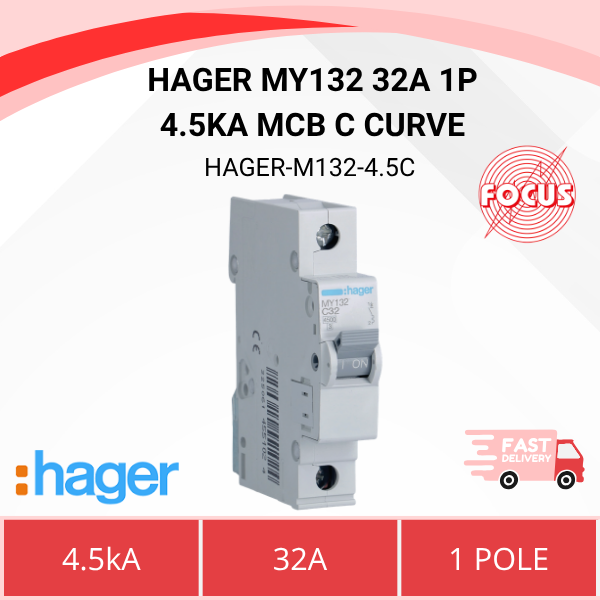 HAGER MY132 32A 1P
4.5KA MCB C CURVE
HAGER-M132-4.5C
FOCUS
:hager
MY132
C32
I ON
CE
:hager
FAST
DELIVERY
4.5kA
32A
1 POLE